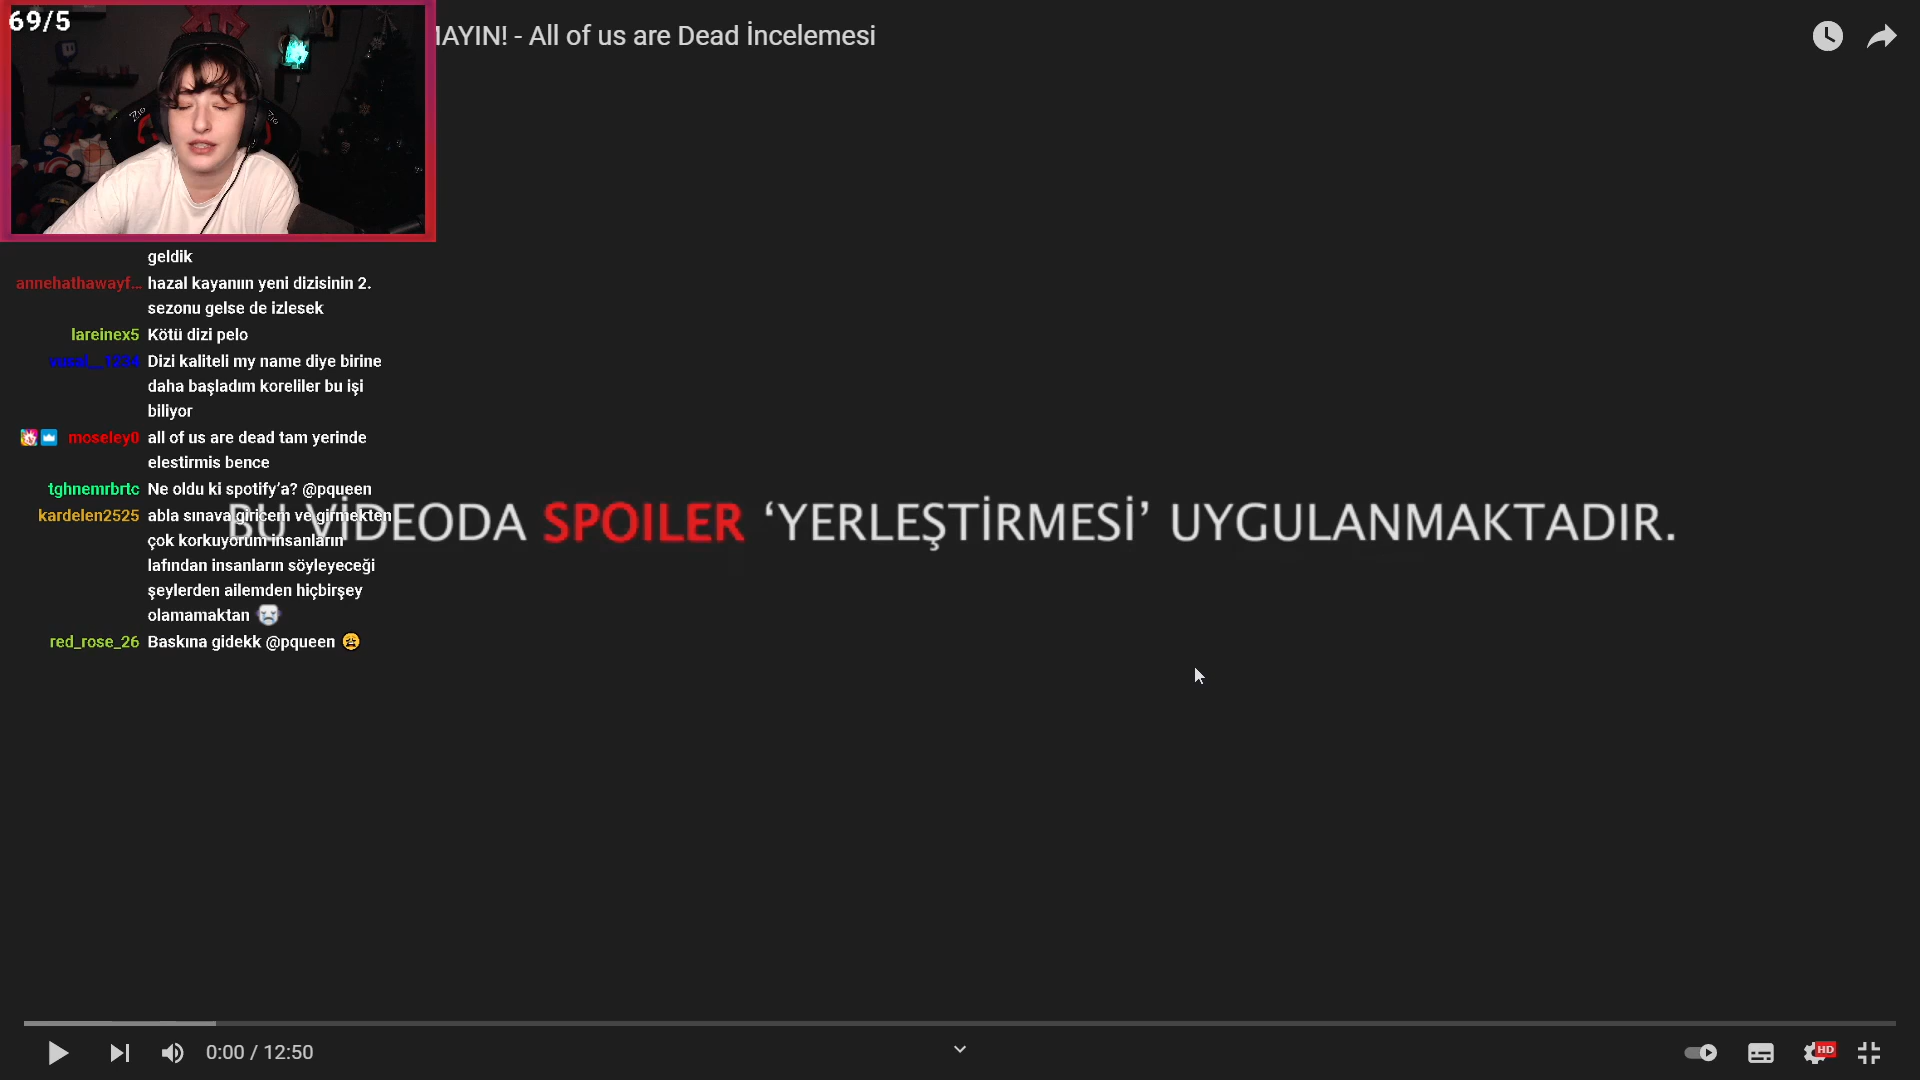 69/5
MAYIN! - All of us are Dead İncelemesi
geldik
annehathawayf... hazal kayanıın yeni dizisinin 2.
sezonu gelse de izlesek
lareinex5 Kötü dizi pelo
vusal__1234 Dizi kaliteli my name diye birine
daha başladım koreliler bu işi
biliyor
moseley0 all of us are dead tam yerinde
elestirmis bence
tghnemrbrtc Ne oldu ki spotify'a? @pqueen
kardelen2525 abla sınava giricem ve girmekten
çok korkuyorum insanların
lafından insanların söyleyeceği
şeylerden ailemden hiçbirşey
olamamaktan
red_rose_26 Baskına gidekk @pqueen
BU VİDEODA SPOILER ‘YERLEŞTİRMESİ’ UYGULANMAKTADIR.
0:00 / 12:50
HD